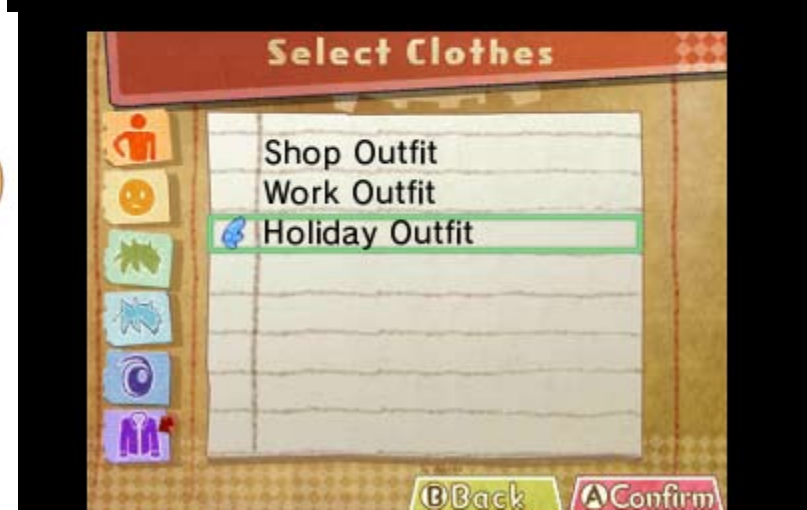 Select Clothes
Shop Outfit
Work Outfit
Holiday Outfit
B Back A Confirm